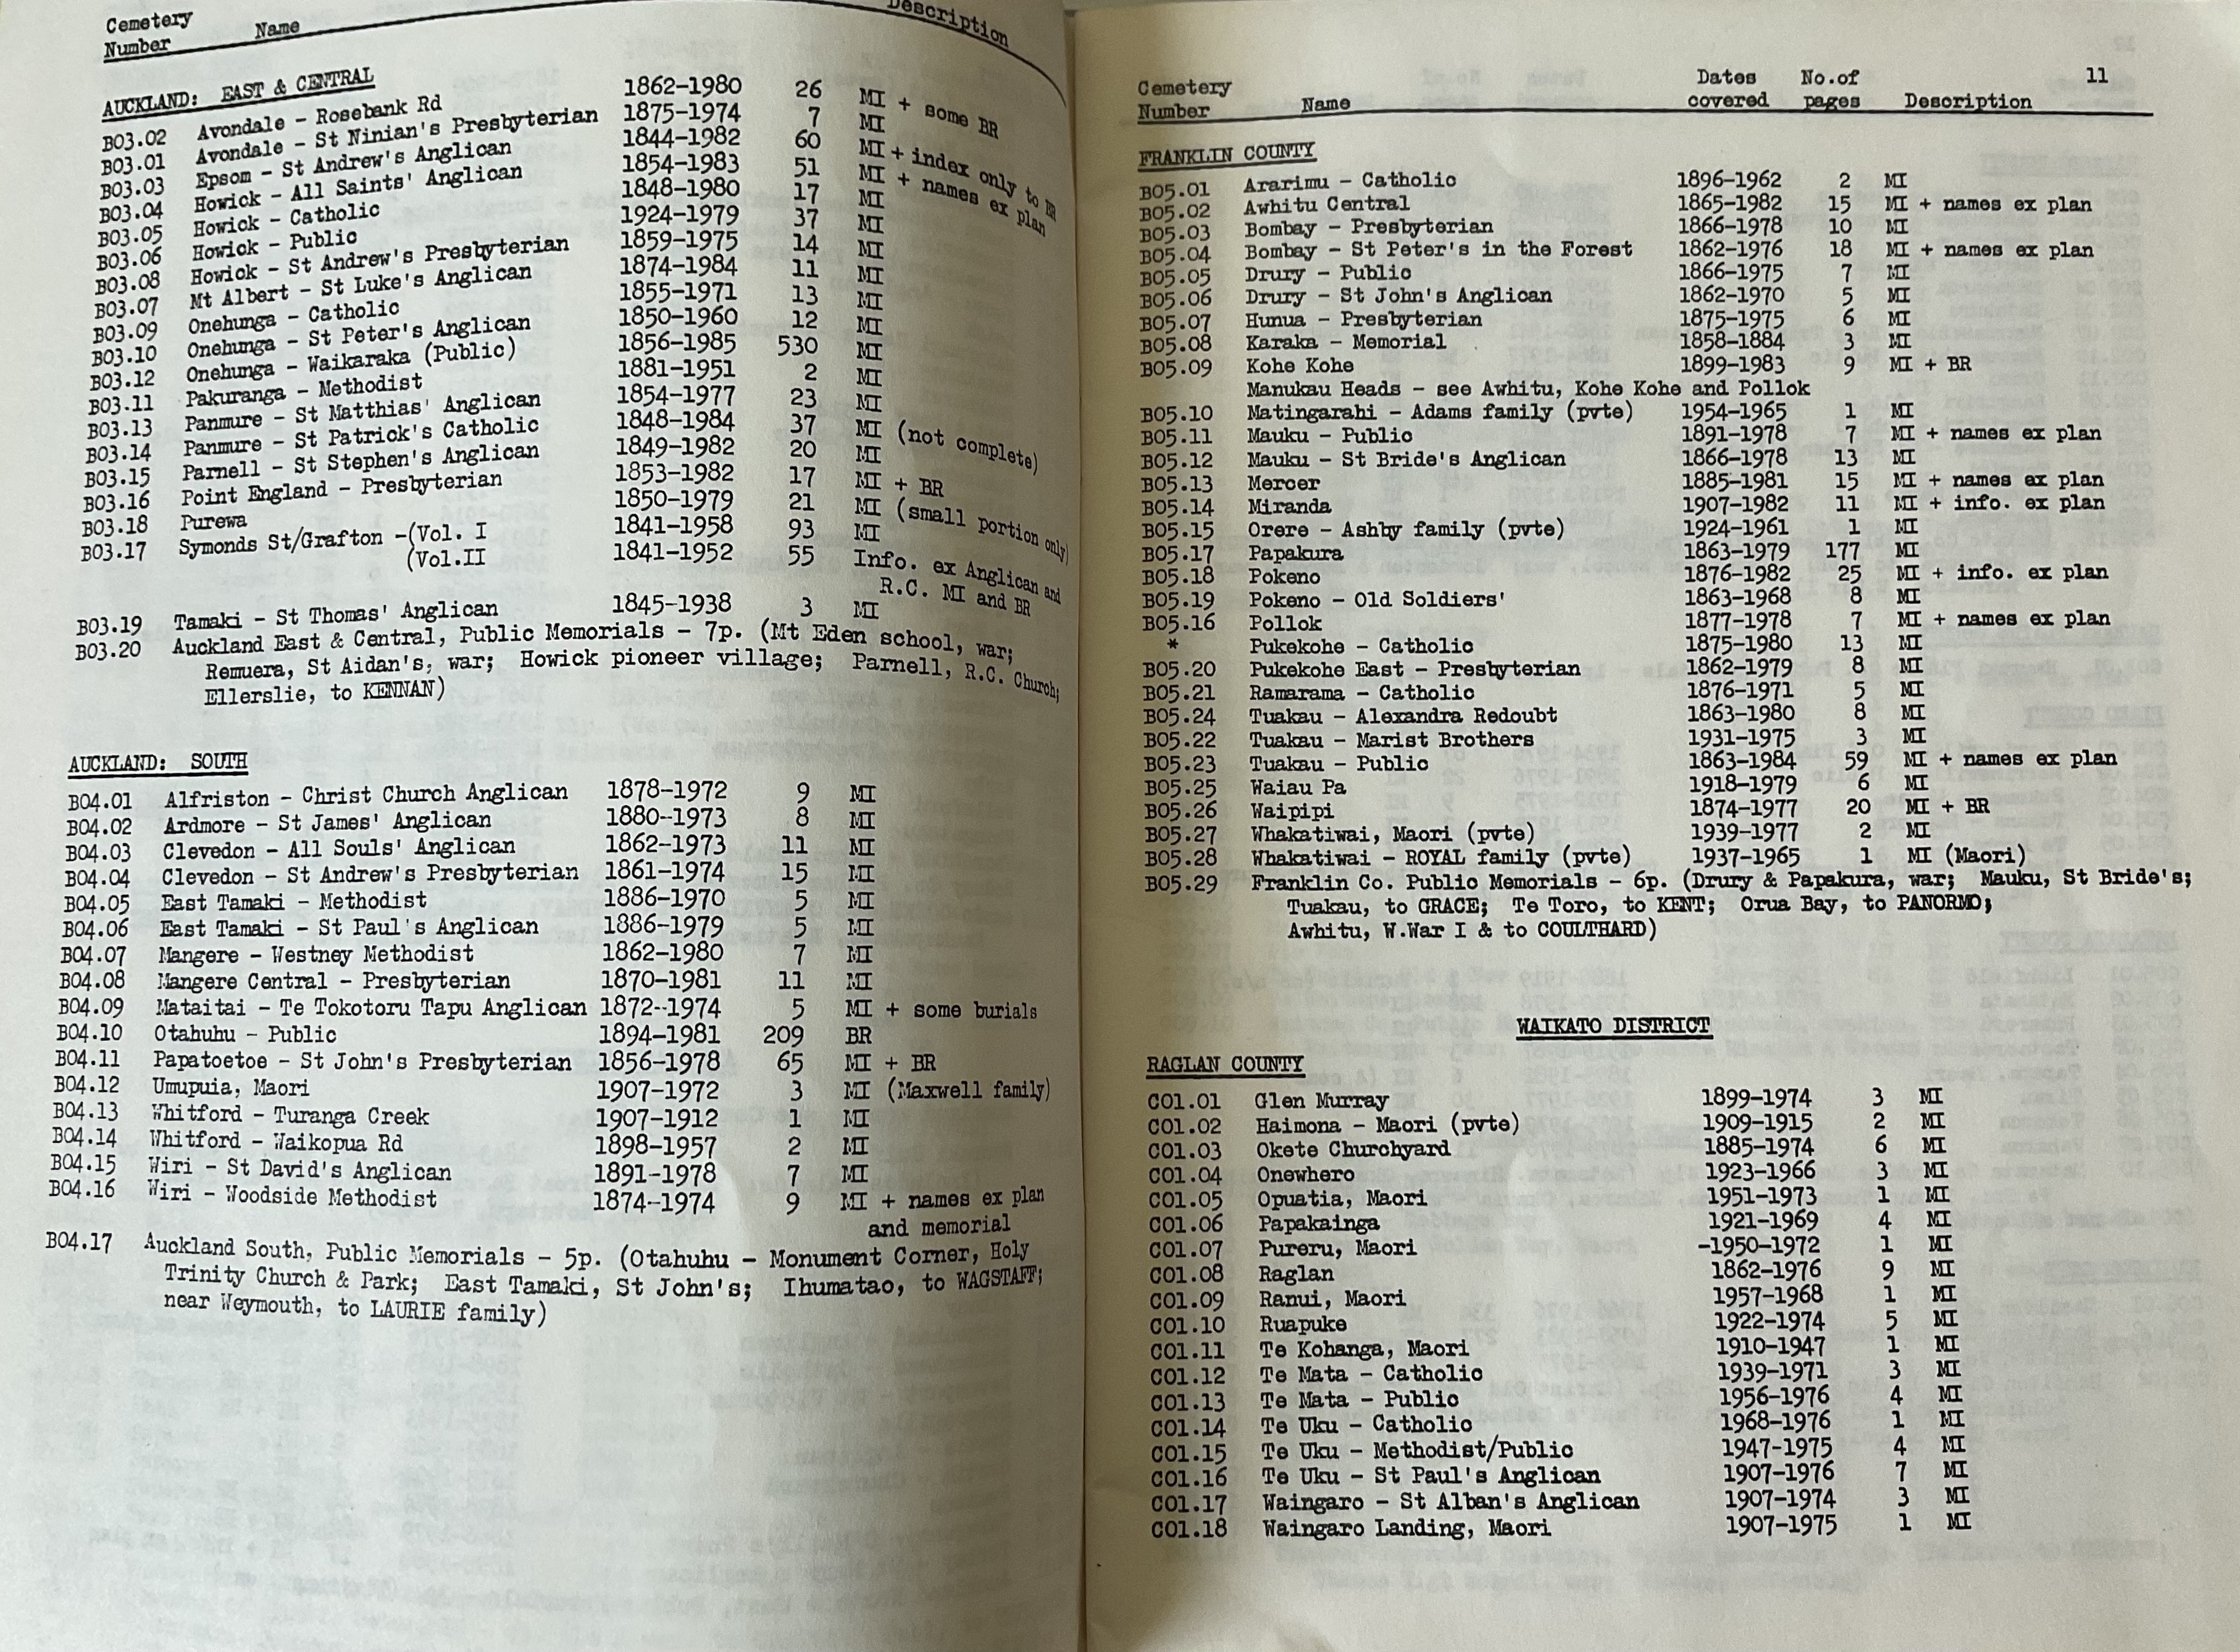 Cemetery Number Name Description
AUCKLAND: EAST & CENTRAL
B03.02 Avondale - Rosebank Rd 1862-1980 26 MI + some BR
B03.01 Avondale - St Ninian's Presbyterian 1875-1974 7 MI
B03.03 Epsom - St Andrew's Anglican 1844-1982 60 MI + index only to BR
B03.04 Howick - All Saints' Anglican 1854-1983 51 MI + names ex plan
B03.05 Howick - Catholic 1848-1980 17 MI
B03.06 Howick - Public 1924-1979 37 MI
B03.08 Howick - St Andrew's Presbyterian 1859-1975 14 MI
B03.07 Mt Albert - St Luke's Anglican 1874-1984 11 MI
B03.09 Onehunga - Catholic 1855-1971 13 MI
B03.10 Onehunga - St Peter's Anglican 1850-1960 12 MI
B03.12 Onehunga - Waikaraka (Public) 1856-1985 530 MI
B03.11 Pakuranga - Methodist 1881-1951 2 MI
B03.13 Panmure - St Matthias' Anglican 1854-1977 23 MI
B03.14 Panmure - St Patrick's Catholic 1848-1984 37 MI (not complete)
B03.15 Parnell - St Stephen's Anglican 1849-1982 20 MI
B03.16 Point England - Presbyterian 1853-1982 17 MI + BR
B03.18 Purewa 1850-1979 21 MI (small portion only)
B03.17 Symonds St/Grafton -(Vol. I 1841-1958 93 MI
(Vol.II 1841-1952 55 Info. ex Anglican and
R.C. MI and BR
B03.19 Tamaki - St Thomas' Anglican 1845-1938 3 MI
B03.20 Auckland East & Central, Public Memorials - 7p. (Mt Eden school, war;
Remuera, St Aidan's, war; Howick pioneer village; Parnell, R.C. Church;
Ellerslie, to KENNAN)
AUCKLAND: SOUTH
B04.01 Alfriston - Christ Church Anglican 1878-1972 9 MI
B04.02 Ardmore - St James' Anglican 1880-1973 8 MI
B04.03 Clevedon - All Souls' Anglican 1862-1973 11 MI
B04.04 Clevedon - St Andrew's Presbyterian 1861-1974 15 MI
B04.05 East Tamaki - Methodist 1886-1970 5 MI
B04.06 East Tamaki - St Paul's Anglican 1886-1979 5 MI
B04.07 Mangere - Westney Methodist 1862-1980 7 MI
B04.08 Mangere Central - Presbyterian 1870-1981 11 MI
B04.09 Mataitai - Te Tokotoru Tapu Anglican 1872-1974 5 MI + some burials
B04.10 Otahuhu - Public 1894-1981 209 BR
B04.11 Papatoetoe - St John's Presbyterian 1856-1978 65 MI + BR
B04.12 Umupuia, Maori 1907-1972 3 MI (Maxwell family)
B04.13 Whitford - Turanga Creek 1907-1912 1 MI
B04.14 Whitford - Waikopua Rd 1898-1957 2 MI
B04.15 Wiri - St David's Anglican 1891-1978 7 MI
B04.16 Wiri - Woodside Methodist 1874-1974 9 MI + names ex plan
and memorial
B04.17 Auckland South, Public Memorials - 5p. (Otahuhu - Monument Corner, Holy
Trinity Church & Park; East Tamaki, St John's; Ihumatao, to WAGSTAFF;
near Weymouth, to LAURIE family)
11
Cemetery Number Name Dates covered No.of pages Description
FRANKLIN COUNTY
B05.01 Ararimu - Catholic 1896-1962 2 MI
B05.02 Awhitu Central 1865-1982 15 MI + names ex plan
B05.03 Bombay - Presbyterian 1866-1978 10 MI
B05.04 Bombay - St Peter's in the Forest 1862-1976 18 MI + names ex plan
B05.05 Drury - Public 1866-1975 7 MI
B05.06 Drury - St John's Anglican 1862-1970 5 MI
B05.07 Hunua - Presbyterian 1875-1975 6 MI
B05.08 Karaka - Memorial 1858-1884 3 MI
B05.09 Kohe Kohe 1899-1983 9 MI + BR
Manukau Heads - see Awhitu, Kohe Kohe and Pollok
B05.10 Matingarahi - Adams family (pvte) 1954-1965 1 MI
B05.11 Mauku - Public 1891-1978 7 MI + names ex plan
B05.12 Mauku - St Bride's Anglican 1866-1978 13 MI
B05.13 Mercer 1885-1981 15 MI + names ex plan
B05.14 Miranda 1907-1982 11 MI + info. ex plan
B05.15 Orere - Ashby family (pvte) 1924-1961 1 MI
B05.17 Papakura 1863-1979 177 MI
B05.18 Pokeno 1876-1982 25 MI + info. ex plan
B05.19 Pokeno - Old Soldiers' 1863-1968 8 MI
B05.16 Pollok 1877-1978 7 MI + names ex plan
* Pukekohe - Catholic 1875-1980 13 MI
B05.20 Pukekohe East - Presbyterian 1862-1979 8 MI
B05.21 Ramarama - Catholic 1876-1971 5 MI
B05.24 Tuakau - Alexandra Redoubt 1863-1980 8 MI
B05.22 Tuakau - Marist Brothers 1931-1975 3 MI
B05.23 Tuakau - Public 1863-1984 59 MI + names ex plan
B05.25 Waiau Pa 1918-1979 6 MI
B05.26 Waipipi 1874-1977 20 MI + BR
B05.27 Whakatiwai, Maori (pvte) 1939-1977 2 MI
B05.28 Whakatiwai - ROYAL family (pvte) 1937-1965 1 MI (Maori)
B05.29 Franklin Co. Public Memorials - 6p. (Drury & Papakura, war; Mauku, St Bride's;
Tuakau, to GRACE; Te Toro, to KENT; Orua Bay, to PANORMO;
Awhitu, W.War I & to COULTHARD)
WAIKATO DISTRICT
RAGLAN COUNTY
C01.01 Glen Murray 1899-1974 3 MI
C01.02 Haimona - Maori (pvte) 1909-1915 2 MI
C01.03 Okete Churchyard 1885-1974 6 MI
C01.04 Onewhero 1923-1966 3 MI
C01.05 Opuatia, Maori 1951-1973 1 MI
C01.06 Papakainga 1921-1969 4 MI
C01.07 Pureru, Maori -1950-1972 1 MI
C01.08 Raglan 1862-1976 9 MI
C01.09 Ranui, Maori 1957-1968 1 MI
C01.10 Ruapuke 1922-1974 5 MI
C01.11 Te Kohanga, Maori 1910-1947 1 MI
C01.12 Te Mata - Catholic 1939-1971 3 MI
C01.13 Te Mata - Public 1956-1976 4 MI
C01.14 Te Uku - Catholic 1968-1976 1 MI
C01.15 Te Uku - Methodist/Public 1947-1975 4 MI
C01.16 Te Uku - St Paul's Anglican 1907-1976 7 MI
C01.17 Waingaro - St Alban's Anglican 1907-1974 3 MI
C01.18 Waingaro Landing, Maori 1907-1975 1 MI